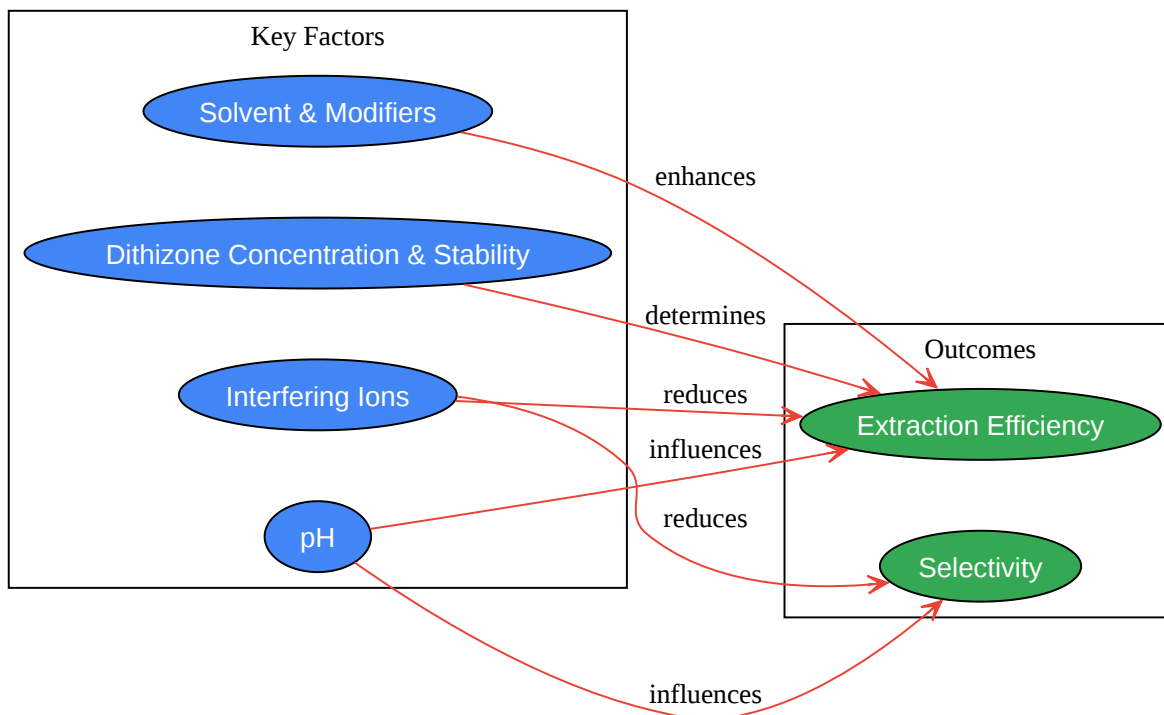 Key Factors
Solvent & Modifiers
enhances
Dithizone Concentration & Stability
determines
Outcomes
Interfering Ions
reduces
Extraction Efficiency
influences
reduces
pH
Selectivity
influences